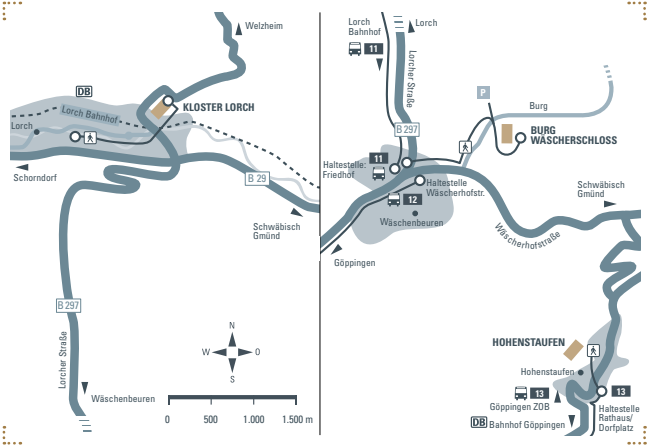 Welzheim
DB
Lorch Bahnhof
KLOSTER LORCH
Lorch
Schorndorf
B 29
Schwäbisch
Gmünd
B 297
Lorcher Straße
Wäschenbeuren
N
W
O
S
0 500 1.000 1.500 m
Lorch
Bahnhof
11
Lorch
Lorcher Straße
P
Burg
B 297
BURG
WÄSCHERSCHLOSS
11
Haltestelle:
Friedhof
Haltestelle
Wäscherhofstr.
12
Wäschenbeuren
Göppingen
Schwäbisch
Gmünd
Wäscherhofstraße
HOHENSTAUFEN
Hohenstaufen
13
Göppingen ZOB
DB Bahnhof Göppingen
13
Haltestelle
Rathaus/
Dorfplatz